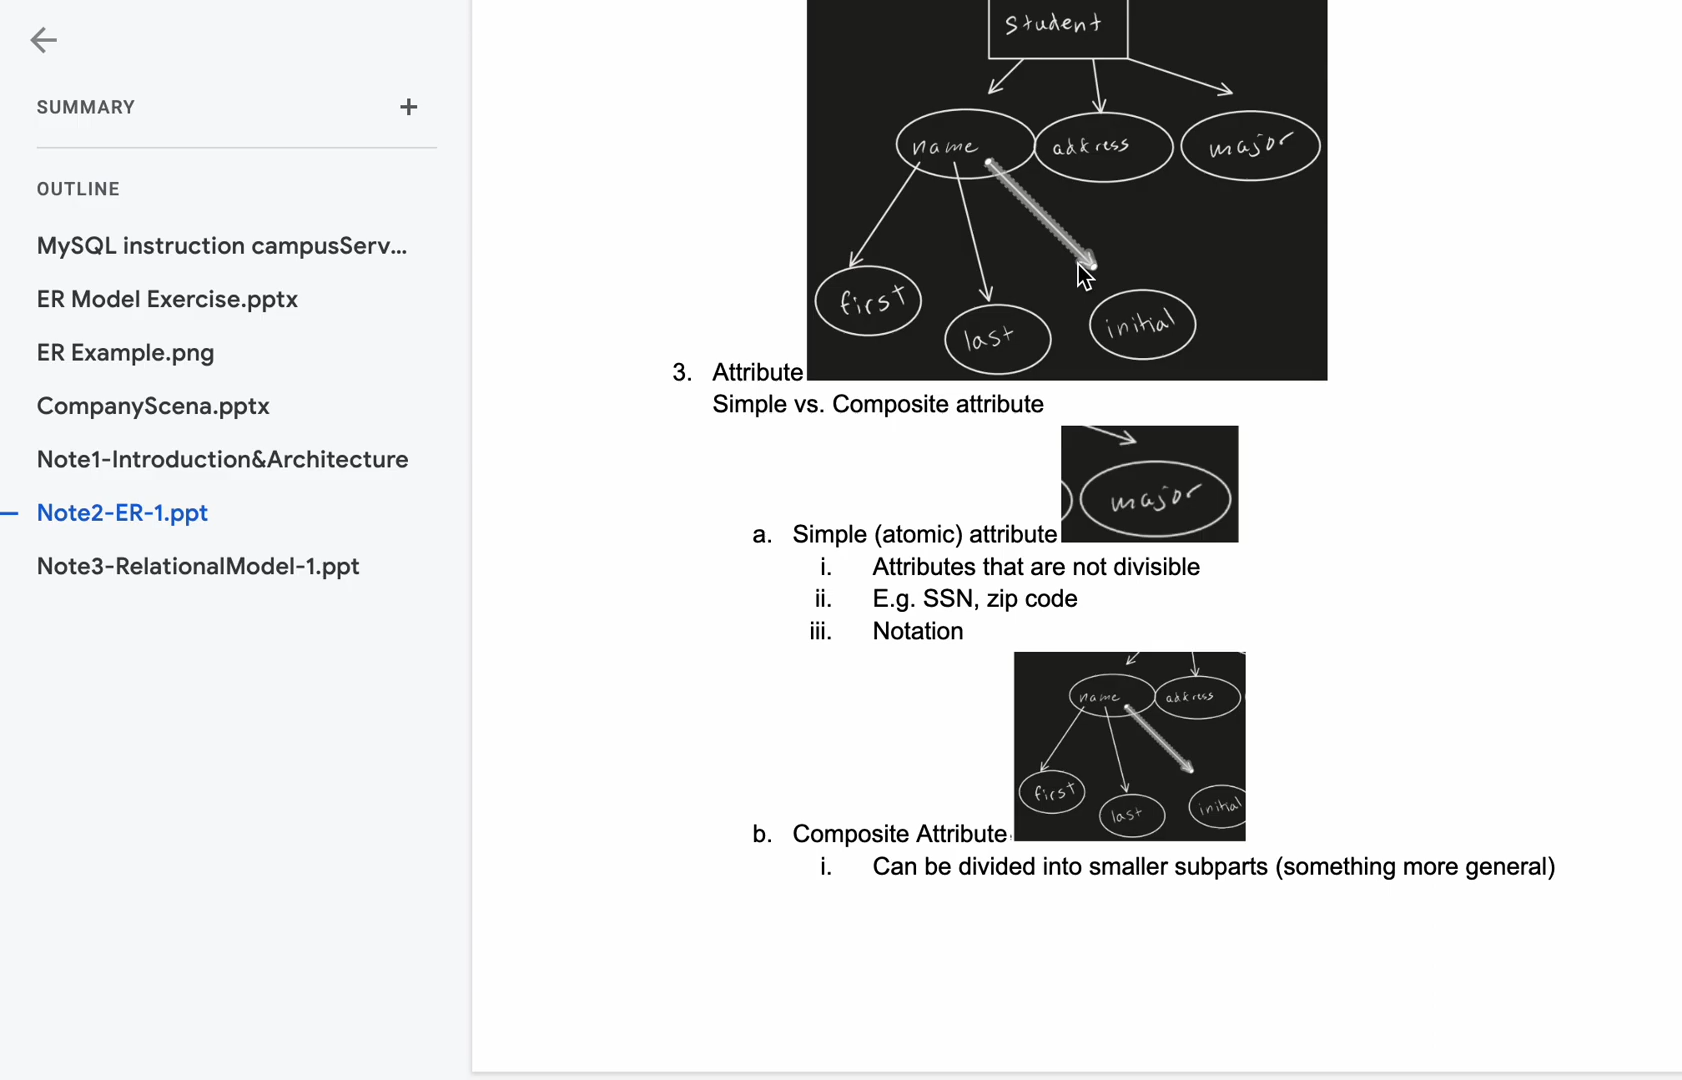 SUMMARY
+
OUTLINE
MySQL instruction campusServ...
ER Model Exercise.pptx
ER Example.png
CompanyScena.pptx
Note1-Introduction&Architecture
Note2-ER-1.ppt
Note3-RelationalModel-1.ppt
Student
name address major
first last initial
3. Attribute
Simple vs. Composite attribute
major
a. Simple (atomic) attribute
i. Attributes that are not divisible
ii. E.g. SSN, zip code
iii. Notation
name address
first last initial
b. Composite Attribute
i. Can be divided into smaller subparts (something more general)